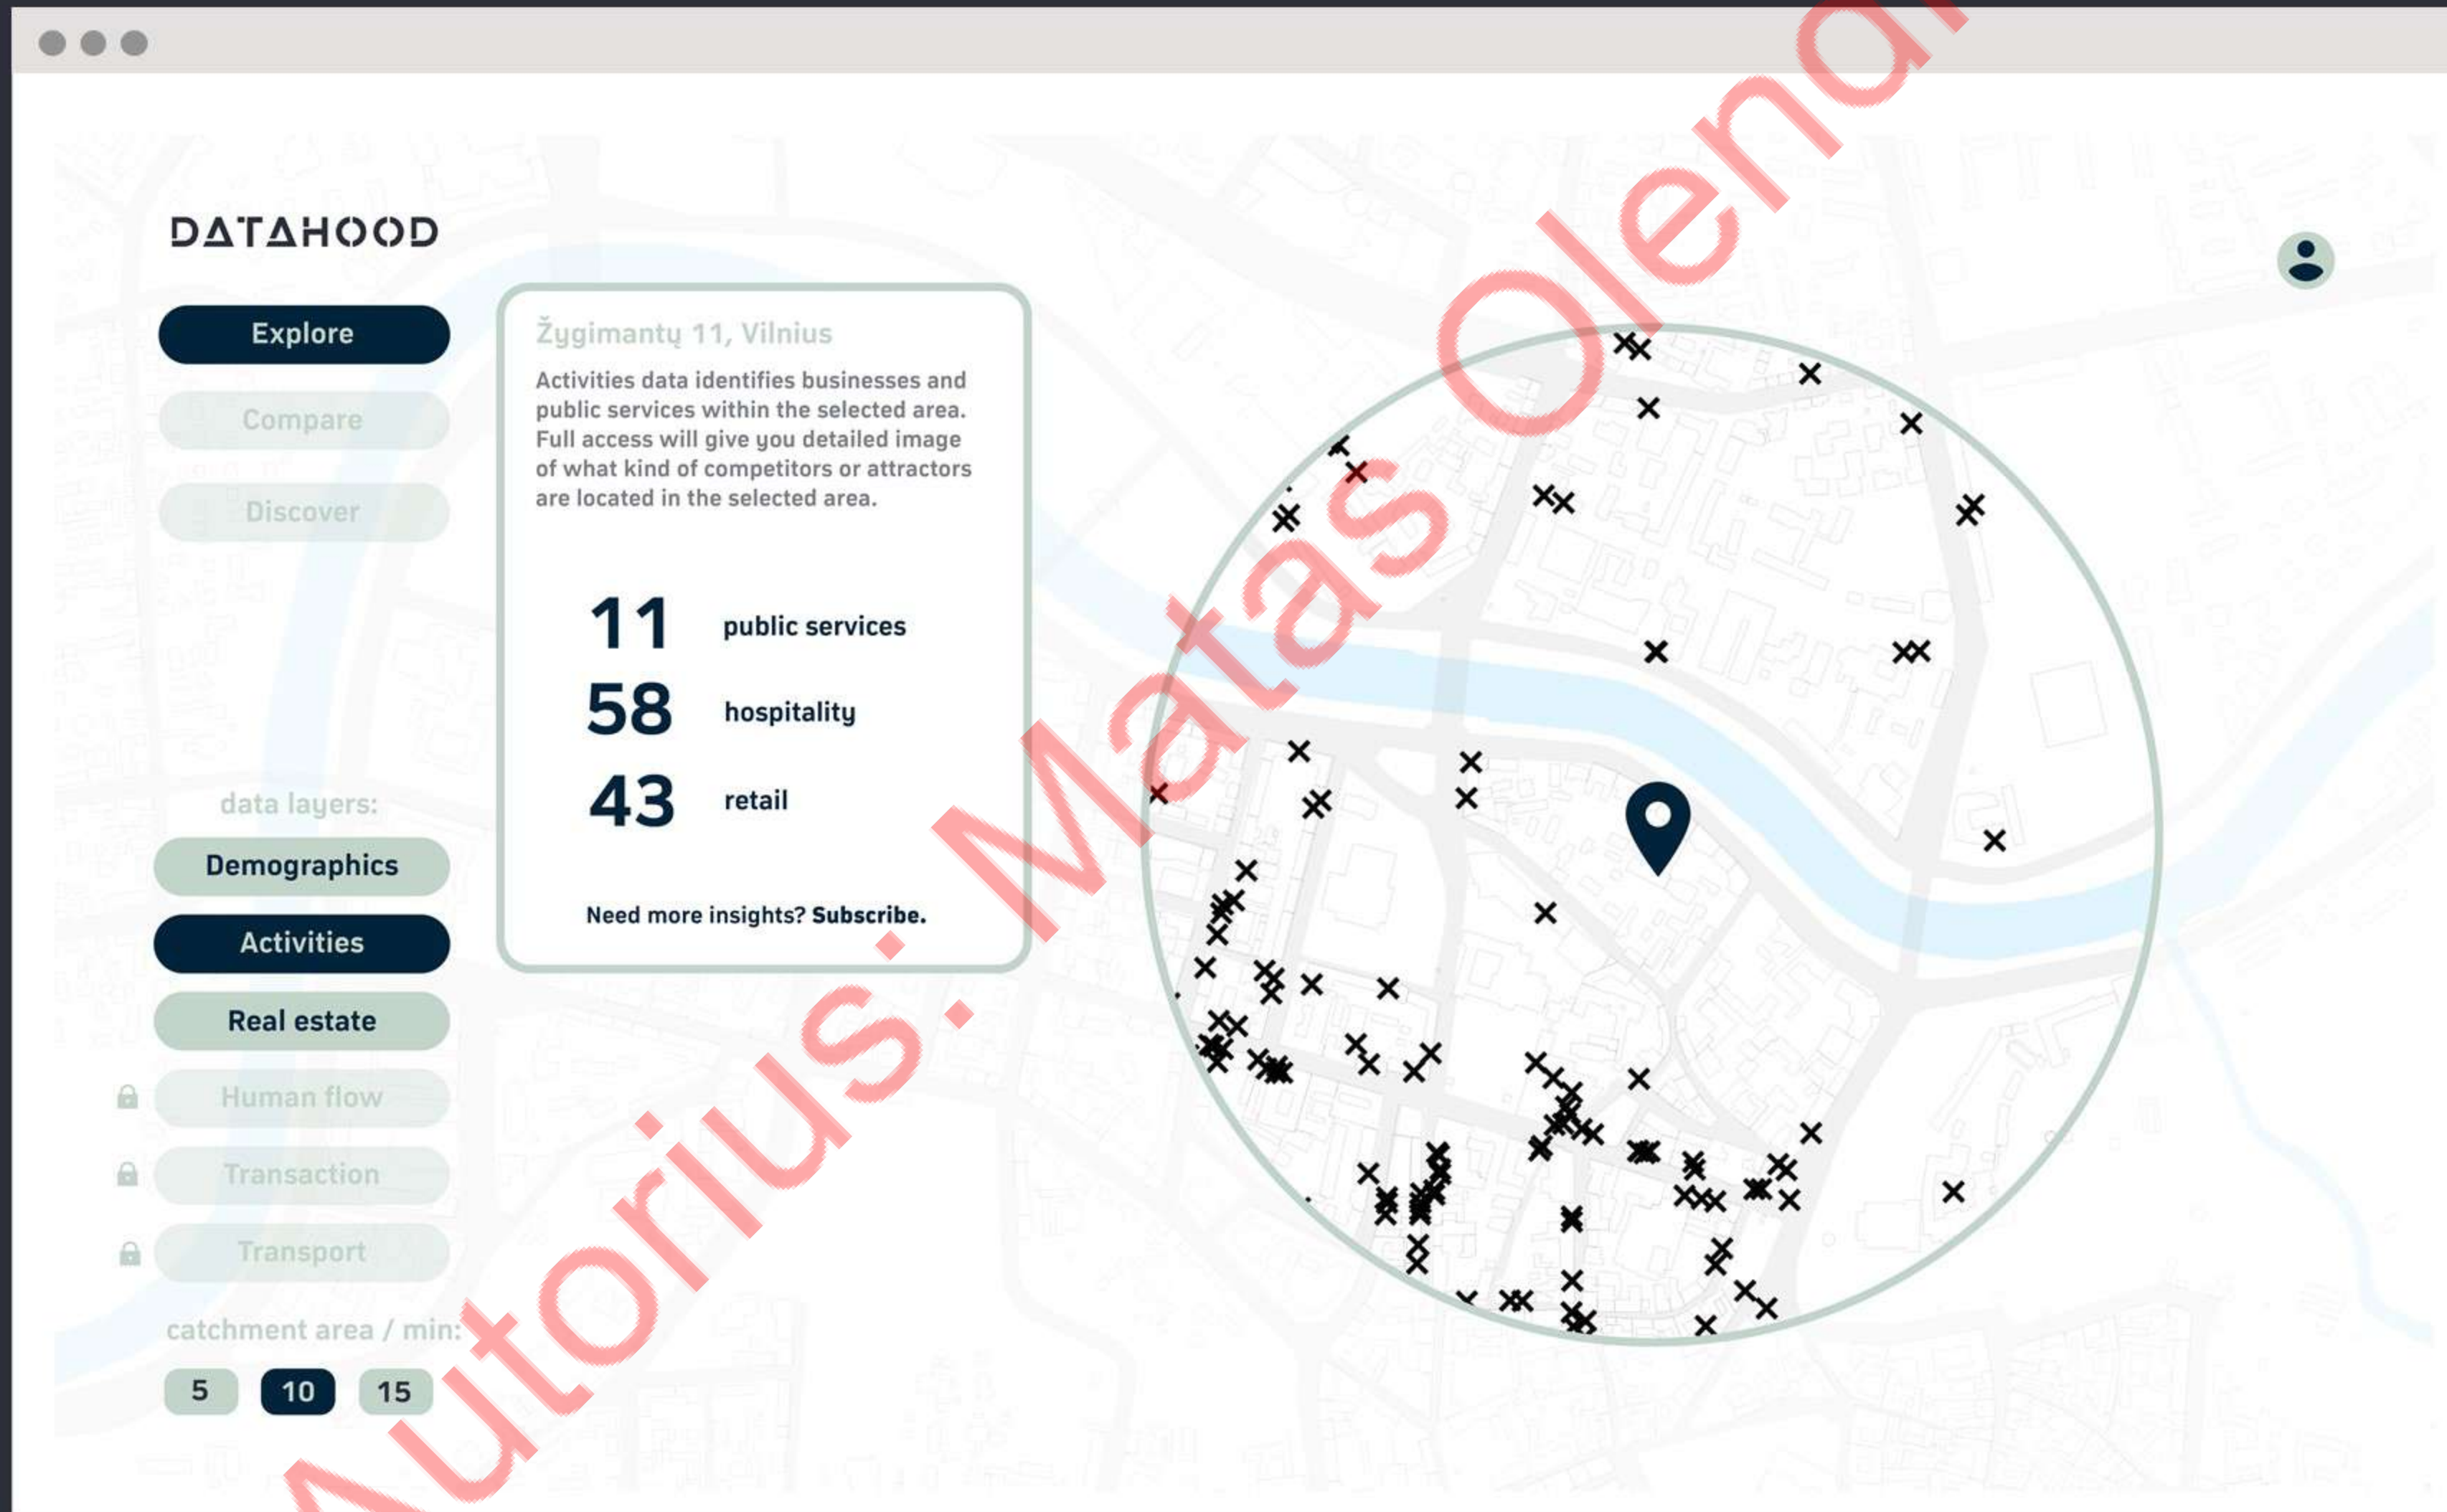 DATAHOOD
Explore
Compare
Discover
Žygimantų 11, Vilnius
Activities data identifies businesses and
public services within the selected area.
Full access will give you detailed image
of what kind of competitors or attractors
are located in the selected area.
11 public services
58 hospitality
43 retail
Need more insights? Subscribe.
data layers:
Demographics
Activities
Real estate
Human flow
Transaction
Transport
catchment area / min:
5 10 15
Autorius: Matas